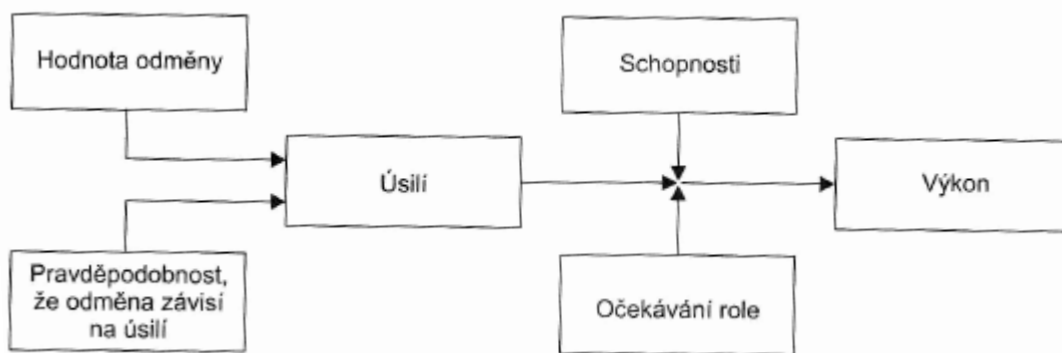 Hodnota odměny
Schopnosti
Úsilí
Výkon
Pravděpodobnost,
že odměna závisí
na úsilí
Očekávání role